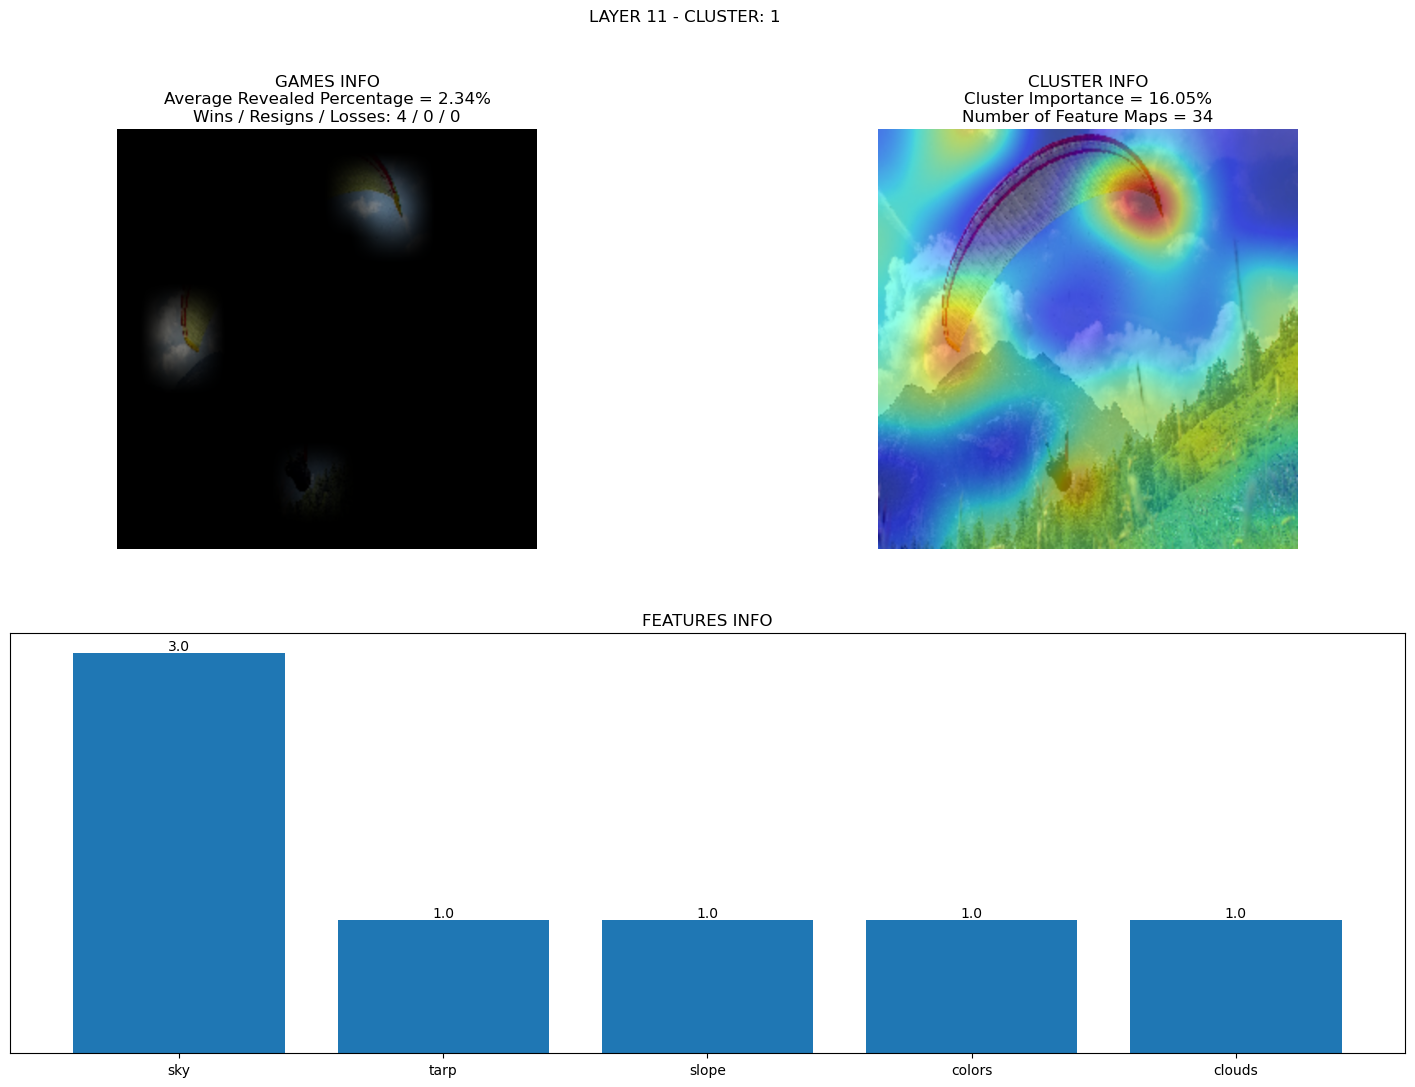 LAYER 11 - CLUSTER: 1
GAMES INFO
Average Revealed Percentage = 2.34%
Wins / Resigns / Losses: 4 / 0 / 0
CLUSTER INFO
Cluster Importance = 16.05%
Number of Feature Maps = 34
FEATURES INFO
3.0
1.0
1.0
1.0
1.0
sky
tarp
slope
colors
clouds